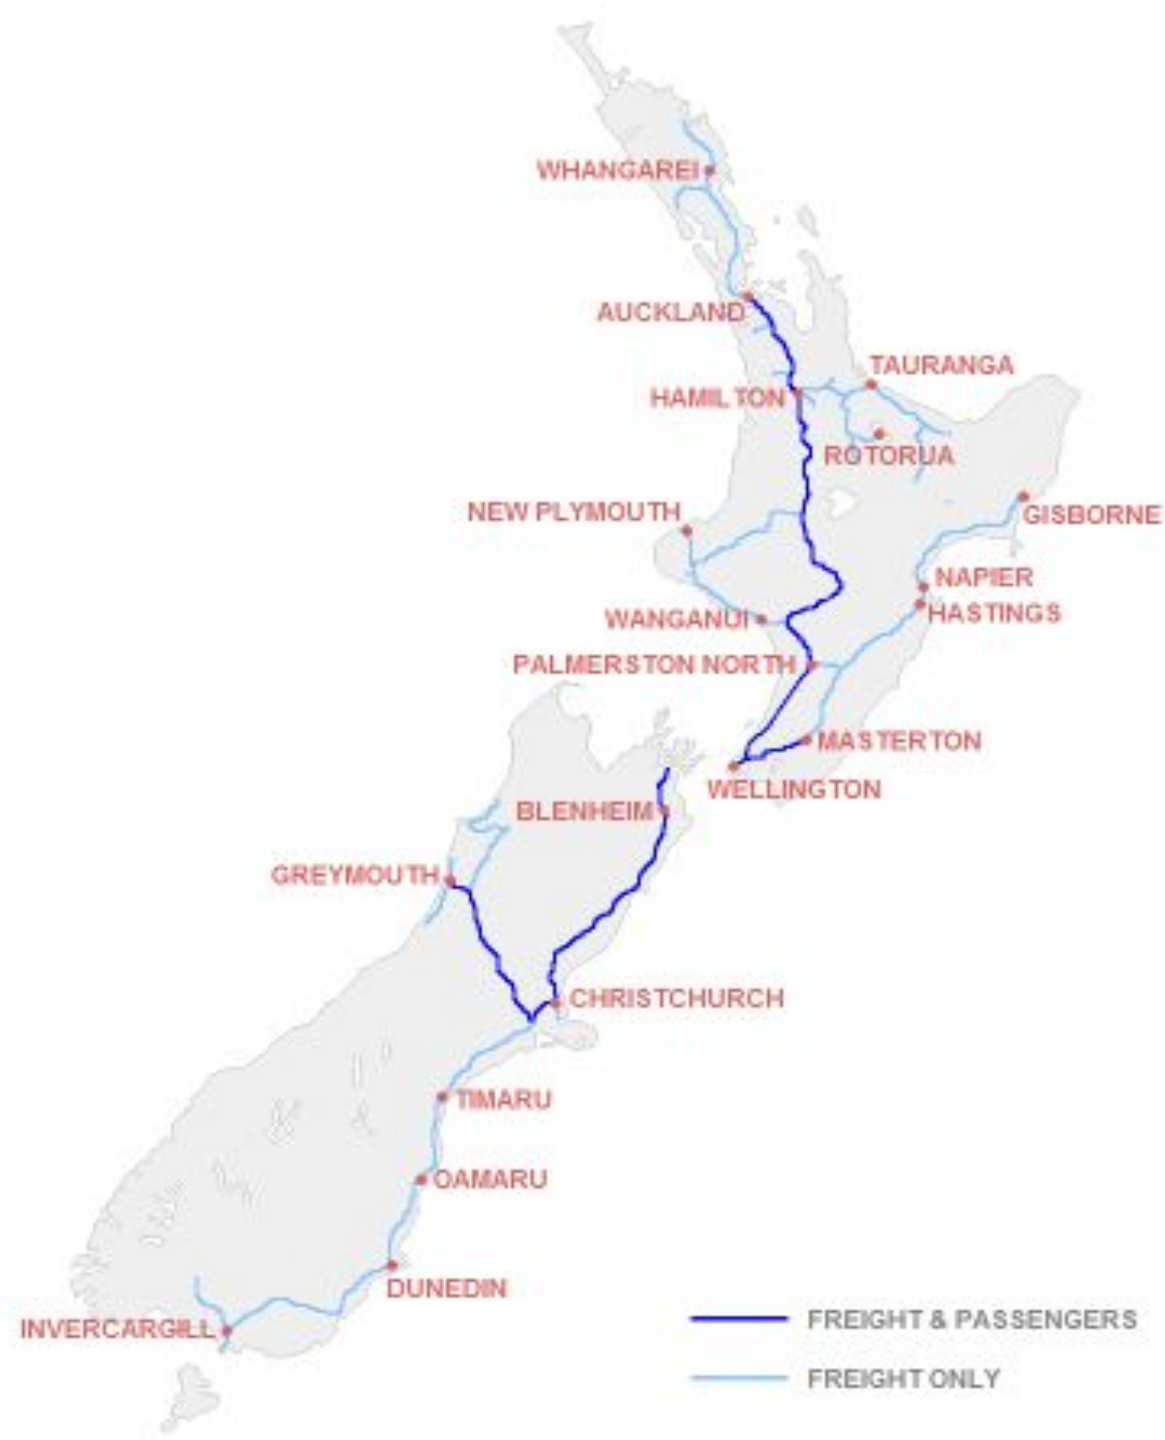 WHANGAREI
AUCKLAND
TAURANGA
HAMILTON
ROTORUA
NEW PLYMOUTH
GISBORNE
NAPIER
HASTINGS
WANGANUI
PALMERSTON NORTH
MASTERTON
WELLINGTON
BLENHEIM
GREYMOUTH
CHRISTCHURCH
TIMARU
OAMARU
DUNEDIN
INVERCARGILL
FREIGHT & PASSENGERS
FREIGHT ONLY